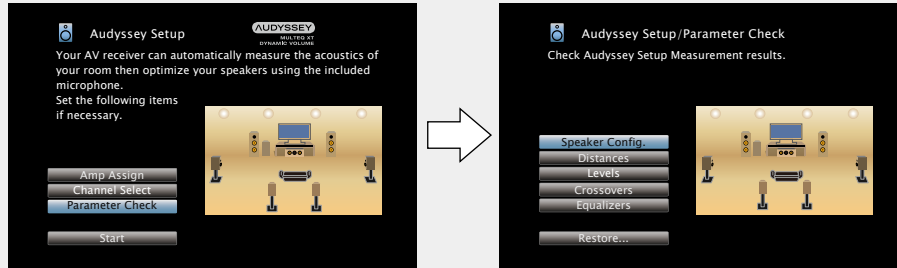 Audyssey Setup
AUDYSSEY
MULTEQ XT
DYNAMIC VOLUME
Your AV receiver can automatically measure the acoustics of
your room then optimize your speakers using the included
microphone.
Set the following items
if necessary.
Amp Assign
Channel Select
Parameter Check
Start
Audyssey Setup/Parameter Check
Check Audyssey Setup Measurement results.
Speaker Config.
Distances
Levels
Crossovers
Equalizers
Restore...